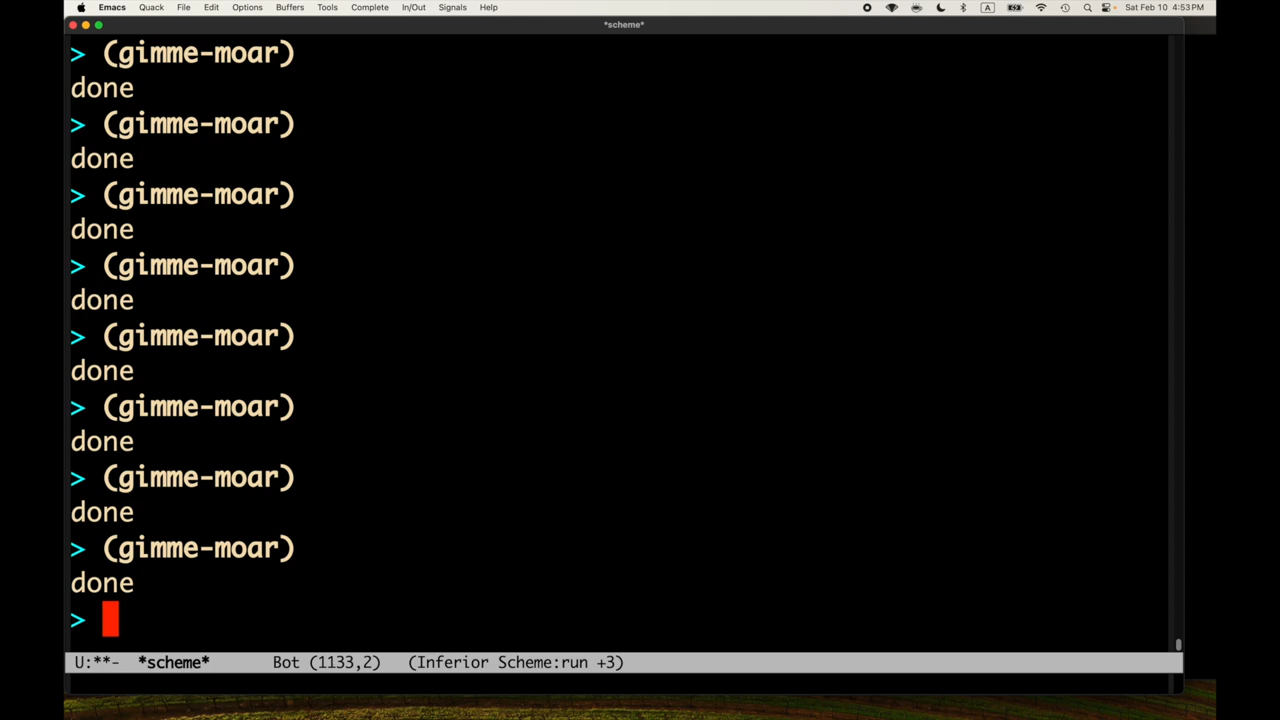 Emacs Quack File Edit Options Buffers Tools Complete In/Out Signals Help A Sat Feb 10 4:53PM
*scheme*
> (gimme-moar)
done
> (gimme-moar)
done
> (gimme-moar)
done
> (gimme-moar)
done
> (gimme-moar)
done
> (gimme-moar)
done
> (gimme-moar)
done
> (gimme-moar)
done
>
U:**- *scheme* Bot (1133,2) (Inferior Scheme:run +3)